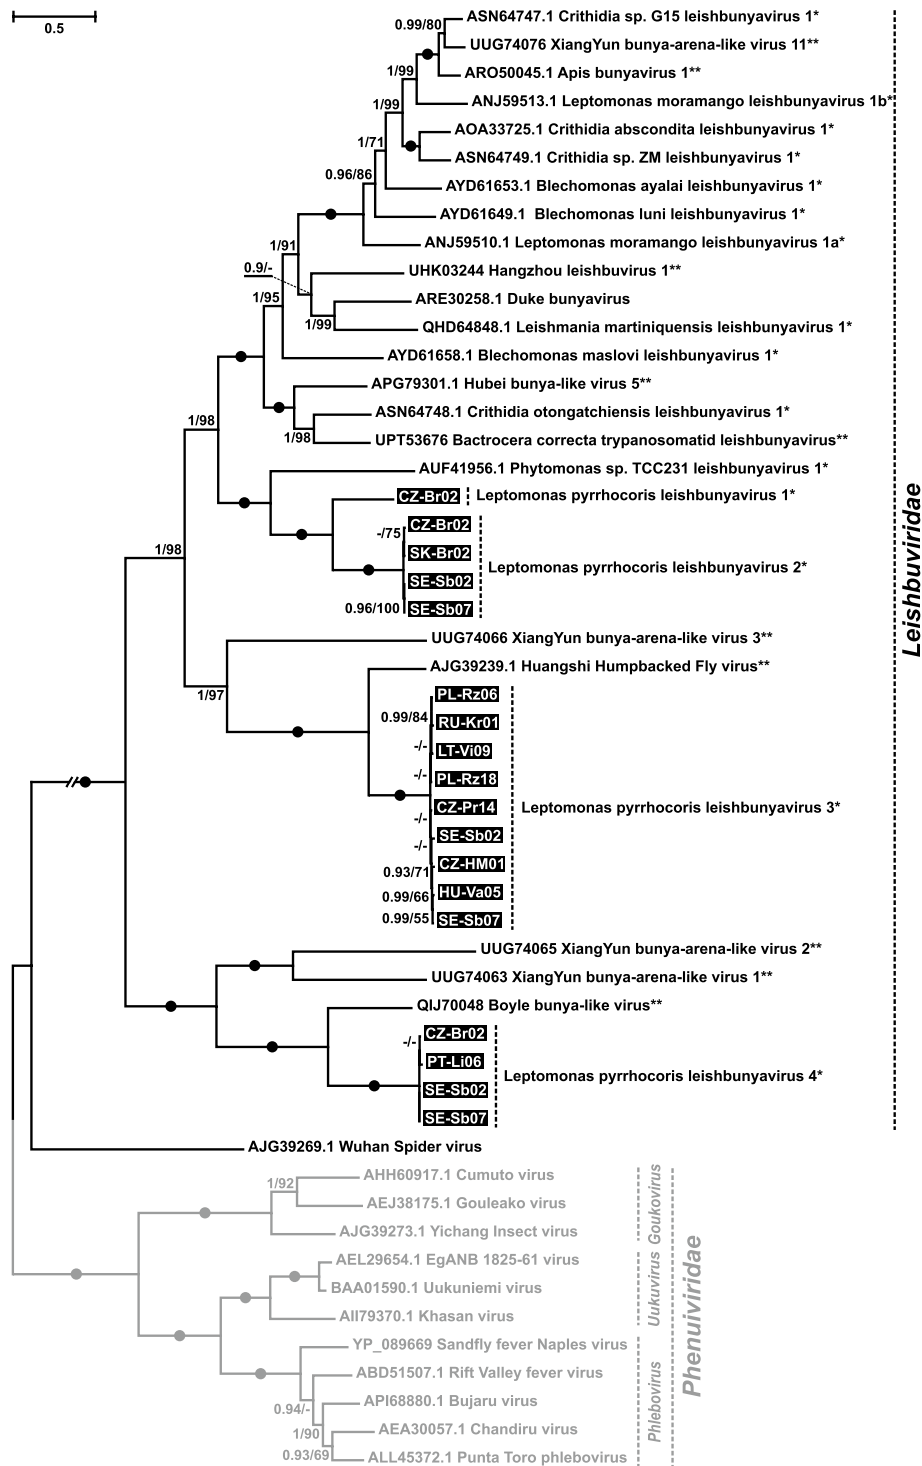 0.5
0.99/80
ASN64747.1 Crithidia sp. G15 leishbunyavirus 1*
UUG74076 XiangYun bunya-arena-like virus 11**
ARO50045.1 Apis bunyavirus 1**
1/99
ANJ59513.1 Leptomonas moramango leishbunyavirus 1b*
1/99
AOA33725.1 Crithidia abscondita leishbunyavirus 1*
1/71
ASN64749.1 Crithidia sp. ZM leishbunyavirus 1*
0.96/86
AYD61653.1 Blechomonas ayalai leishbunyavirus 1*
AYD61649.1 Blechomonas luni leishbunyavirus 1*
1/91
ANJ59510.1 Leptomonas moramango leishbunyavirus 1a*
0.9/-
UHK03244 Hangzhou leishbuvirus 1**
1/95
ARE30258.1 Duke bunyavirus
1/99
QHD64848.1 Leishmania martiniquensis leishbunyavirus 1*
AYD61658.1 Blechomonas maslovi leishbunyavirus 1*
APG79301.1 Hubei bunya-like virus 5**
1/98
ASN64748.1 Crithidia otongatchiensis leishbunyavirus 1*
1/98
UPT53676 Bactrocera correcta trypanosomatid leishbunyavirus**
AUF41956.1 Phytomonas sp. TCC231 leishbunyavirus 1*
CZ-Br02
Leptomonas pyrrhocoris leishbunyavirus 1*
CZ-Br02
-/75
1/98
SK-Br02
Leptomonas pyrrhocoris leishbunyavirus 2*
SE-Sb02
0.96/100
SE-Sb07
Leishbuviridae
UUG74066 XiangYun bunya-arena-like virus 3**
AJG39239.1 Huangshi Humpbacked Fly virus**
1/97
PL-Rz06
0.99/84
RU-Kr01
-/-
LT-Vi09
-/-
PL-Rz18
CZ-Pr14
Leptomonas pyrrhocoris leishbunyavirus 3*
-/-
SE-Sb02
-/-
CZ-HM01
0.93/71
HU-Va05
0.99/66
SE-Sb07
0.99/55
UUG74065 XiangYun bunya-arena-like virus 2**
UUG74063 XiangYun bunya-arena-like virus 1**
QIJ70048 Boyle bunya-like virus**
CZ-Br02
-/-
PT-Li06
Leptomonas pyrrhocoris leishbunyavirus 4*
SE-Sb02
SE-Sb07
AJG39269.1 Wuhan Spider virus
AHH60917.1 Cumuto virus
1/92
AEJ38175.1 Gouleako virus
AJG39273.1 Yichang Insect virus
Goukovirus
AEL29654.1 EgANB 1825-61 virus
BAA01590.1 Uukuniemi virus
AII79370.1 Khasan virus
Uukuvirus
Phenuiviridae
YP_089669 Sandfly fever Naples virus
ABD51507.1 Rift Valley fever virus
0.94/-
API68880.1 Bujaru virus
1/90
AEA30057.1 Chandiru virus
0.93/69
ALL45372.1 Punta Toro phlebovirus
Phlebovirus